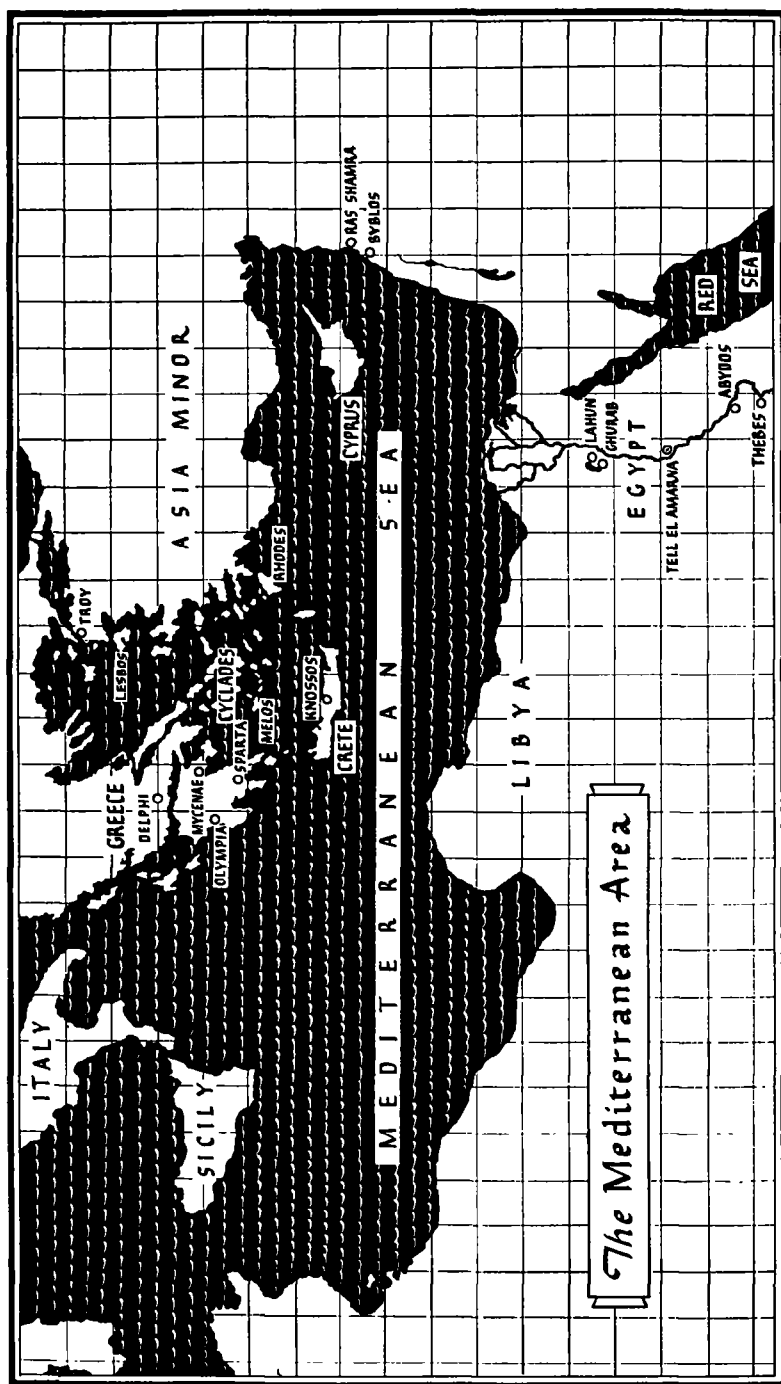 ITALY
SICILY
GREECE
DELPHI
MYCENAE
OLYMPIA
SPARTA
LESBOS
TROY
CYCLADES
MELOS
KNOSSOS
CRETE
RHODES
ASIA MINOR
CYPRUS
RAS SHAMRA
BYBLOS
MEDITERRANEAN SEA
LIBYA
EGYPT
LAHUN
GHURAB
TELL EL AMARNA
ABYDOS
THEBES
RED
SEA
The Mediterranean Area